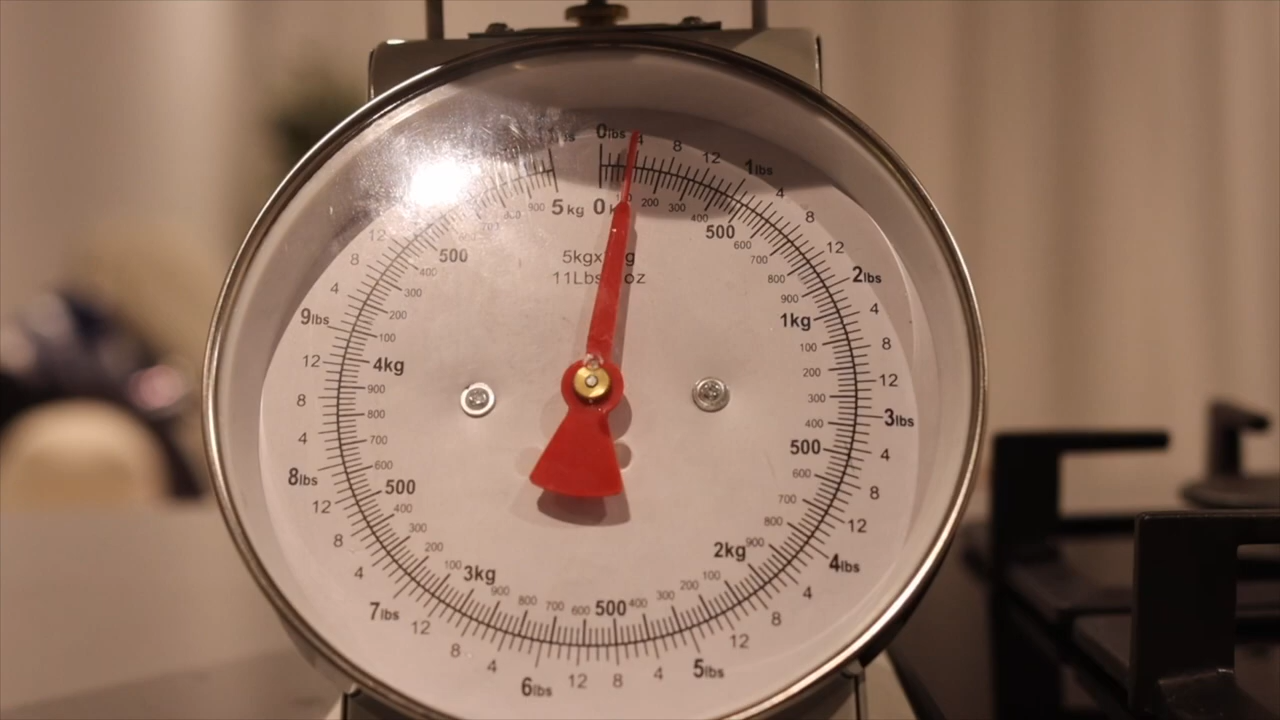 0lbs 4 8 12 1lbs 4 8 12 2lbs 4 8 12 3lbs 4 8 12 4lbs 4 8 12 5lbs 4 8 12 6lbs 4 8 12 7lbs 4 8 12 8lbs 4 8 12 9lbs 4 8 12
0 200 300 400 500 600 700 800 900 1kg 100 200 300 400 500 700 800 900 2kg 100 200 300 400 500 600 700 800 900 3kg 100 200 300 400 500 600 700 800 900 4kg 100 200 300 400 500 900 5kg
5kgx g
11Lbs oz